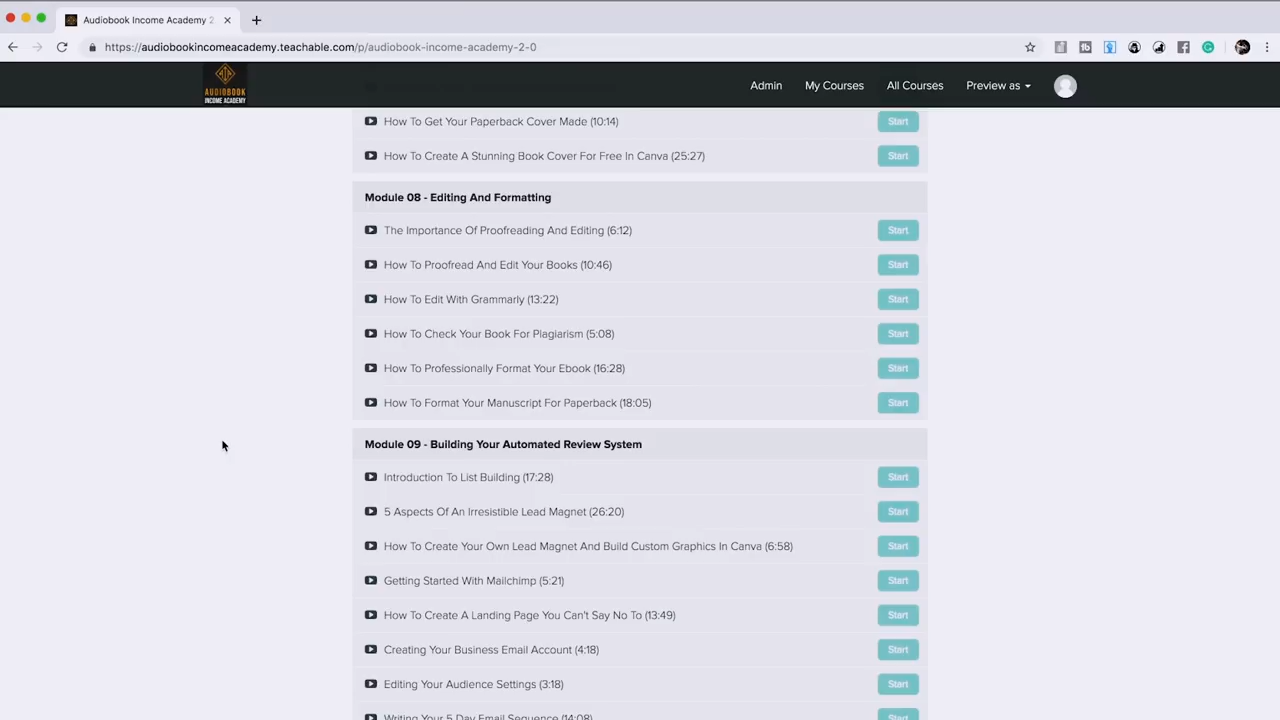 Audiobook Income Academy 2
https://audiobookincomeacademy.teachable.com/p/audiobook-income-academy-2-0
AUDIOBOOK
INCOME ACADEMY
Admin
My Courses
All Courses
Preview as
How To Get Your Paperback Cover Made (10:14)
Start
How To Create A Stunning Book Cover For Free In Canva (25:27)
Start
Module 08 - Editing And Formatting
The Importance Of Proofreading And Editing (6:12)
Start
How To Proofread And Edit Your Books (10:46)
Start
How To Edit With Grammarly (13:22)
Start
How To Check Your Book For Plagiarism (5:08)
Start
How To Professionally Format Your Ebook (16:28)
Start
How To Format Your Manuscript For Paperback (18:05)
Start
Module 09 - Building Your Automated Review System
Introduction To List Building (17:28)
Start
5 Aspects Of An Irresistible Lead Magnet (26:20)
Start
How To Create Your Own Lead Magnet And Build Custom Graphics In Canva (6:58)
Start
Getting Started With Mailchimp (5:21)
Start
How To Create A Landing Page You Can't Say No To (13:49)
Start
Creating Your Business Email Account (4:18)
Start
Editing Your Audience Settings (3:18)
Start
Writing Your 5 Day Email Sequence (14:08)
Start